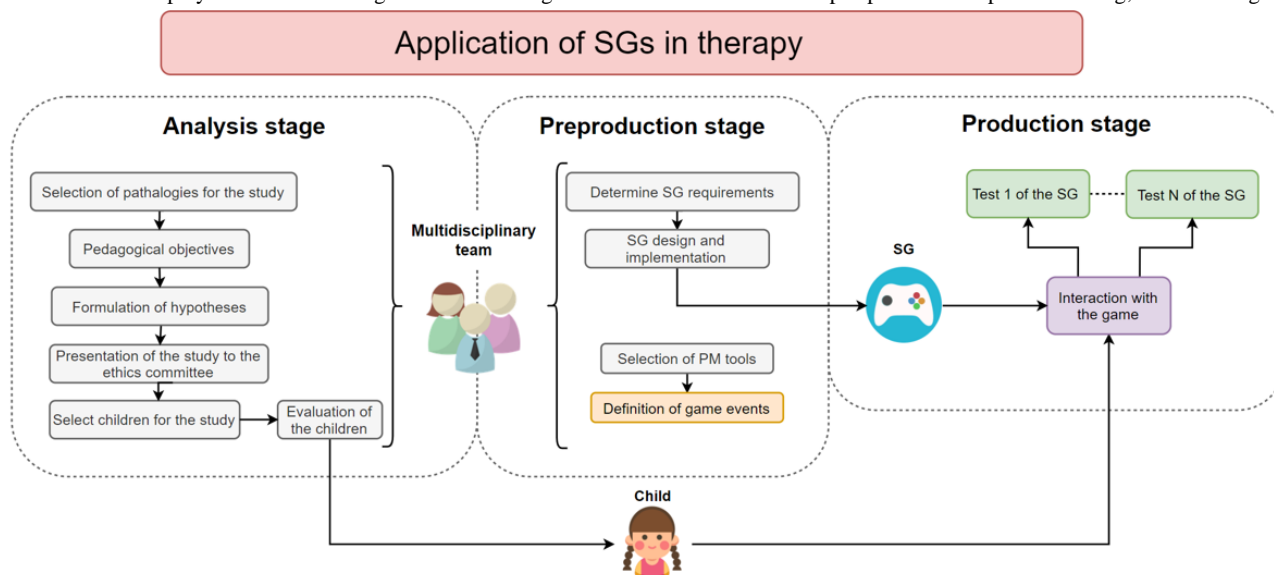 Application of SGs in therapy
Analysis stage
Selection of pathalogies for the study
Pedagogical objectives
Formulation of hypotheses
Presentation of the study to the
ethics committee
Select children for the study
Evaluation of
the children
Multidisciplinary
team
Preproduction stage
Determine SG requirements
SG design and
implementation
Selection of PM tools
Definition of game events
Production stage
Test 1 of the SG
Test N of the SG
SG
Interaction with
the game
Child